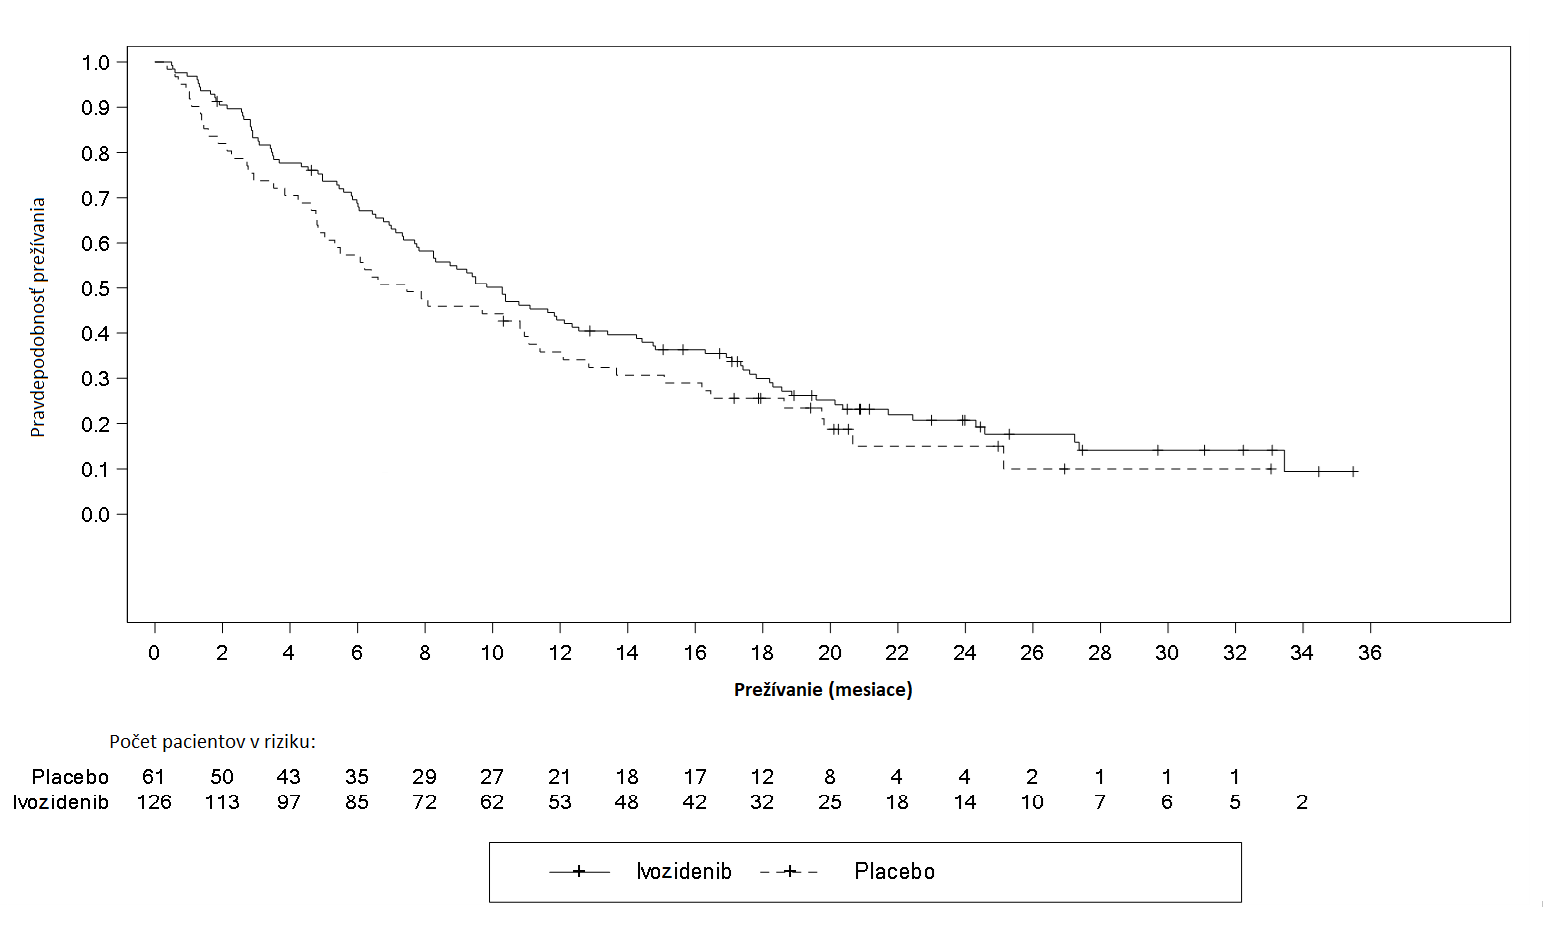 1.0
0.9
0.8
0.7
0.6
0.5
0.4
0.3
0.2
0.1
0.0
Pravdepodobnosť prežívania
0 2 4 6 8 10 12 14 16 18 20 22 24 26 28 30 32 34 36
Prežívanie (mesiace)
Počet pacientov v riziku:
Placebo 61 50 43 35 29 27 21 18 17 12 8 4 4 2 1 1 1
Ivozidenib 126 113 97 85 72 62 53 48 42 32 25 18 14 10 7 6 5 2
Ivozidenib Placebo